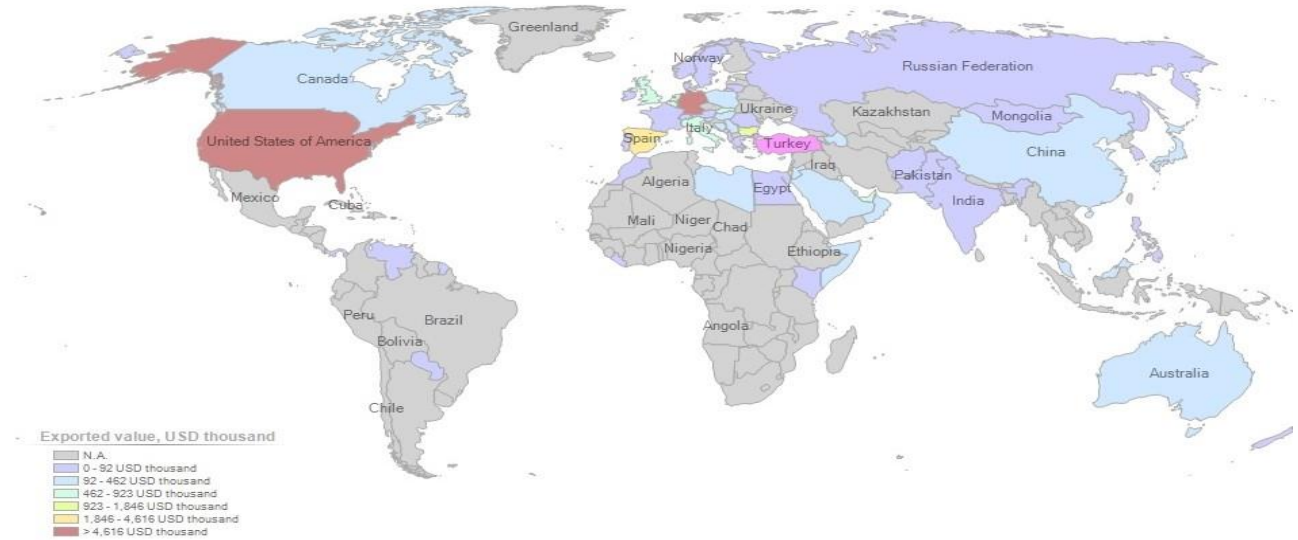 Greenland
Norway
Russian Federation
Canada
Ukraine
Kazakhstan
Mongolia
United States of America
Spain
Italy
Turkey
China
Iraq
Pakistan
Mexico
Algeria
Egypt
India
Cuba
Mali
Niger
Chad
Nigeria
Ethiopia
Peru
Brazil
Angola
Bolivia
Australia
Chile
Exported value, USD thousand
N.A.
0 - 92 USD thousand
92 - 462 USD thousand
462 - 923 USD thousand
923 - 1,846 USD thousand
1,846 - 4,616 USD thousand
> 4,616 USD thousand